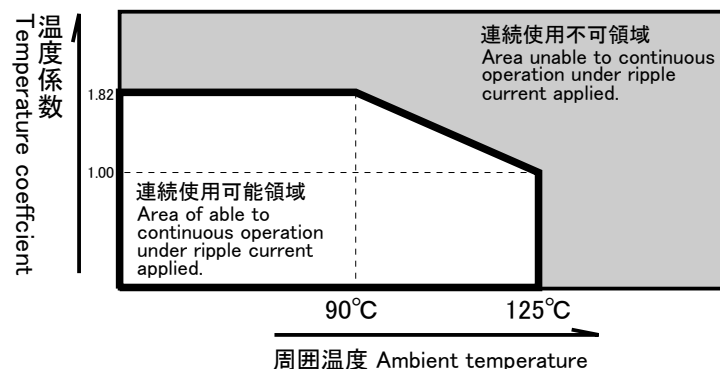 温度係数
Temperature coeffcient
連続使用不可領域
Area unable to continuous
operation under ripple
current applied.
1.82
1.00
連続使用可能領域
Area of able to
continuous operation
under ripple current
applied.
90℃
125℃
周囲温度 Ambient temperature